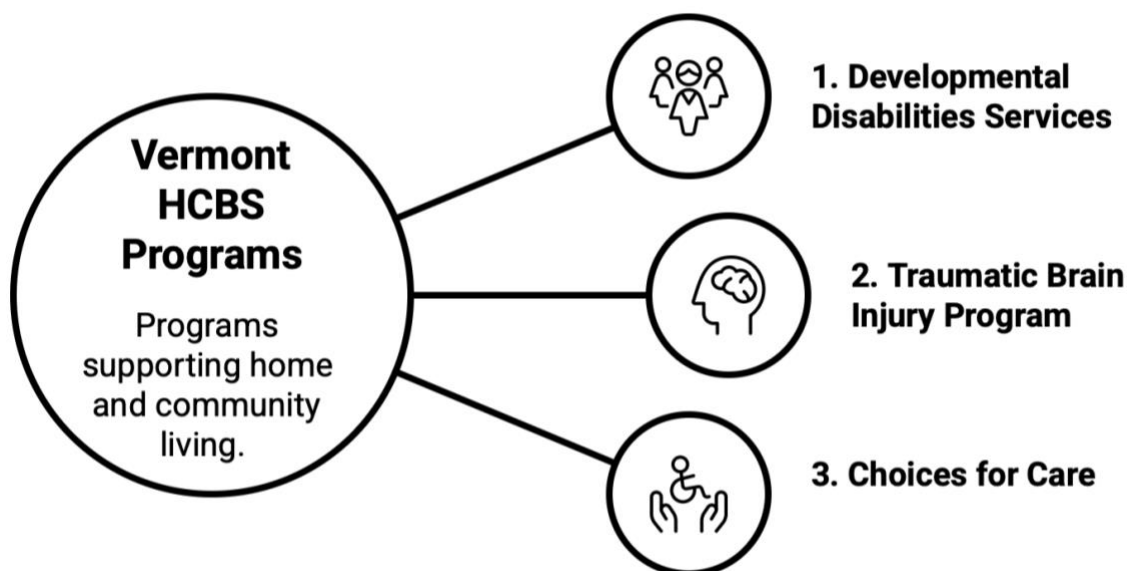 Vermont
HCBS
Programs
Programs
supporting home
and community
living.
1. Developmental
Disabilities Services
2. Traumatic Brain
Injury Program
3. Choices for Care